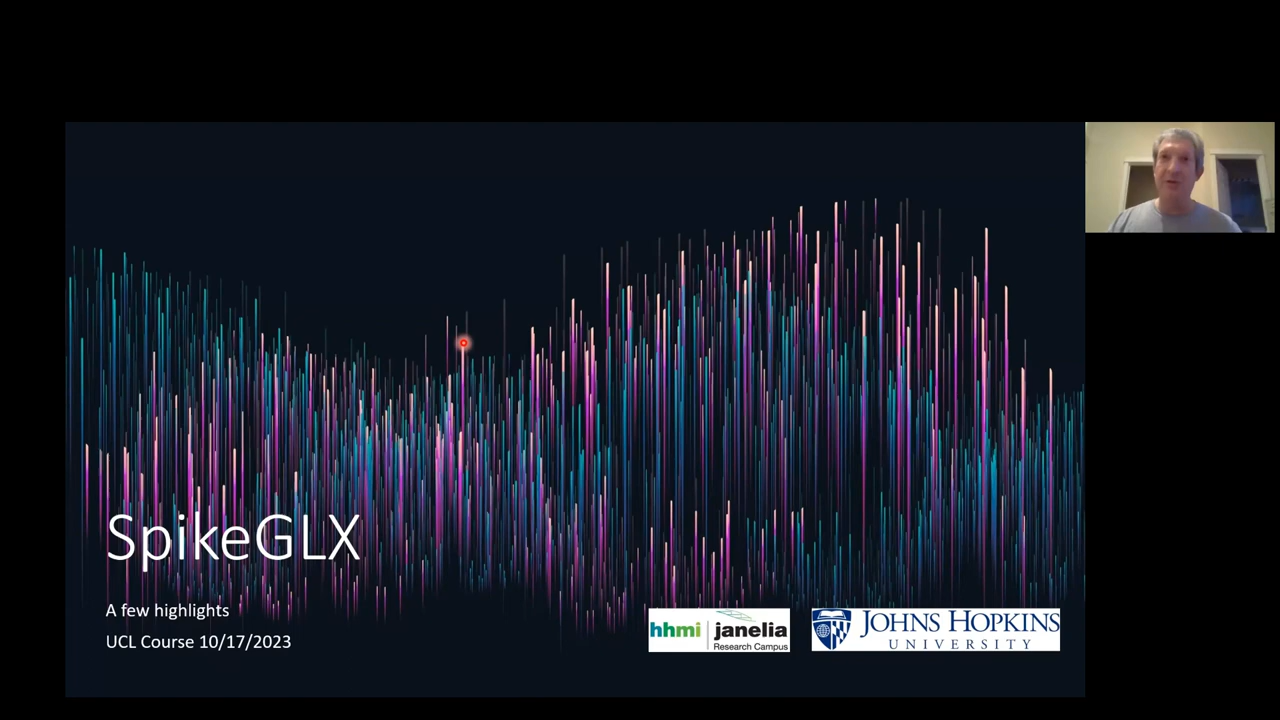 SpikeGLX
A few highlights
UCL Course 10/17/2023
hhmi janelia
Research Campus
JOHNS HOPKINS
UNIVERSITY